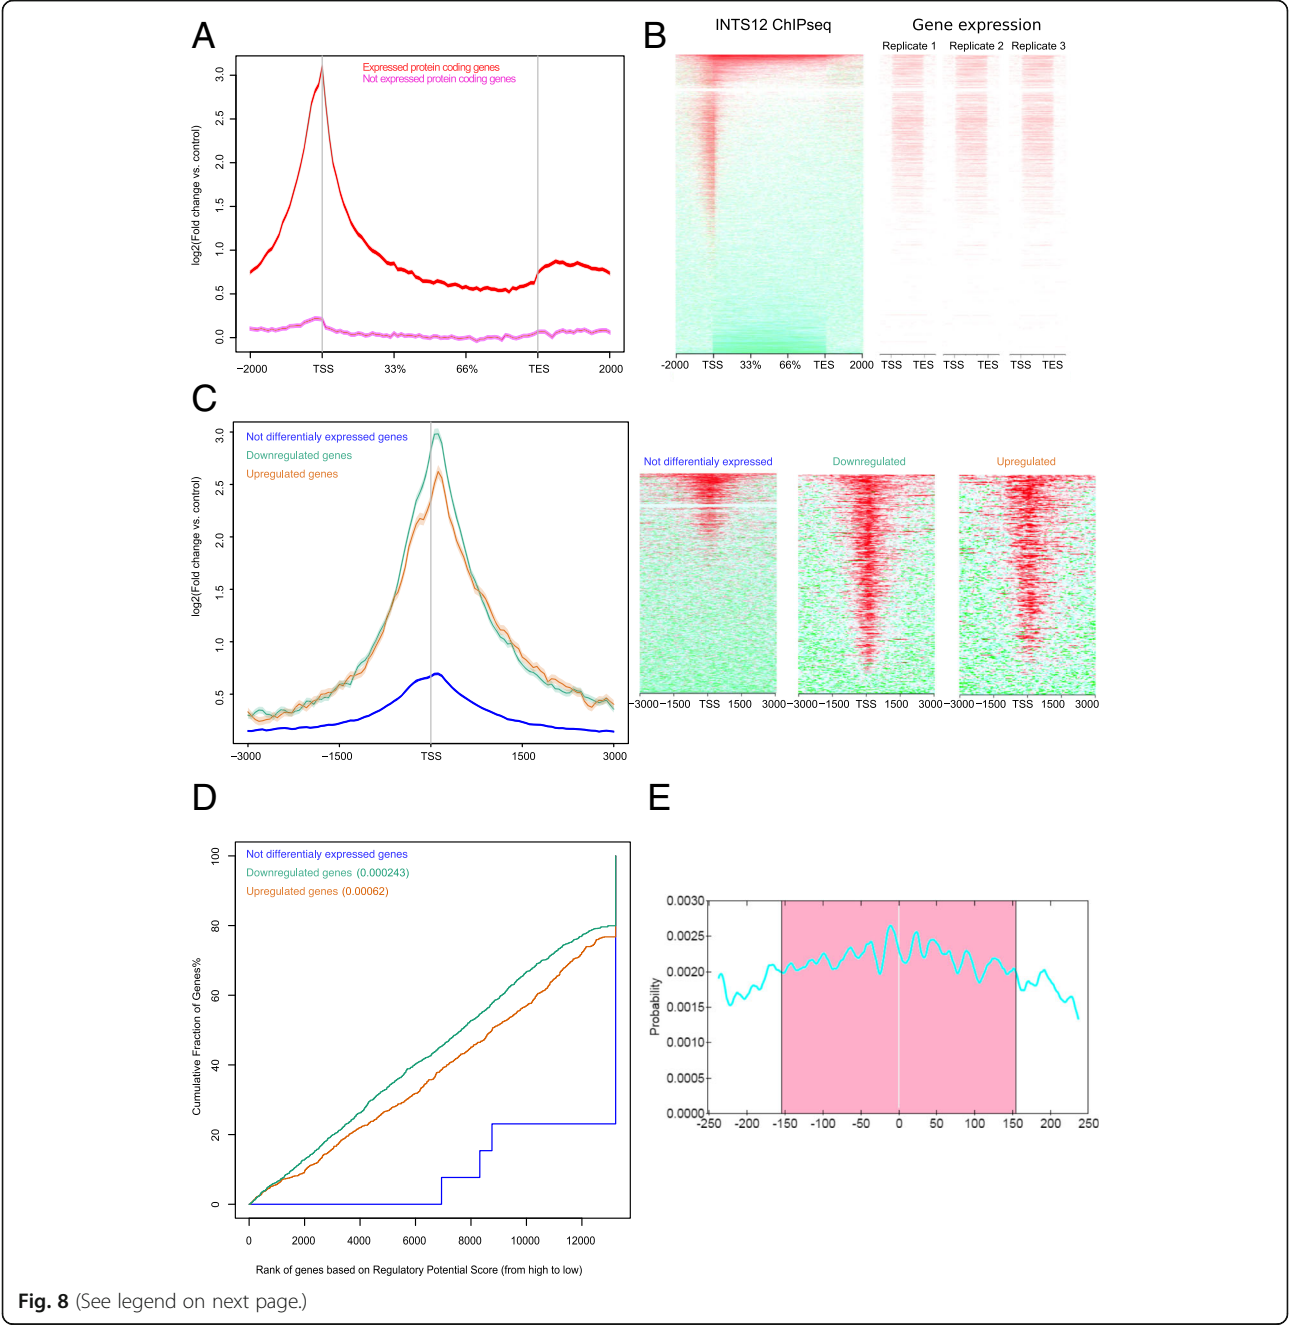 A
Expressed protein coding genes
Not expressed protein coding genes
log2(Fold change vs. control)
3.0
2.5
2.0
1.5
1.0
0.5
0.0
−2000 TSS 33% 66% TES 2000
B
INTS12 ChIPseq
Gene expression
Replicate 1 Replicate 2 Replicate 3
-2000 TSS 33% 66% TES 2000
TSS TES TSS TES TSS TES
C
Not differentialy expressed genes
Downregulated genes
Upregulated genes
log2(Fold change vs. control)
3.0
2.5
2.0
1.5
1.0
0.5
−3000 −1500 TSS 1500 3000
Not differentialy expressed
Downregulated
Upregulated
−3000 −1500 TSS 1500 3000
−3000 −1500 TSS 1500 3000
−3000 −1500 TSS 1500 3000
D
Not differentialy expressed genes
Downregulated genes (0.000243)
Upregulated genes (0.00062)
Cumulative Fraction of Genes%
100
80
60
40
20
0
0 2000 4000 6000 8000 10000 12000
Rank of genes based on Regulatory Potential Score (from high to low)
E
Probability
0.0030
0.0025
0.0020
0.0015
0.0010
0.0005
0.0000
-250 -200 -150 -100 -50 0 50 100 150 200 250
Fig. 8 (See legend on next page.)